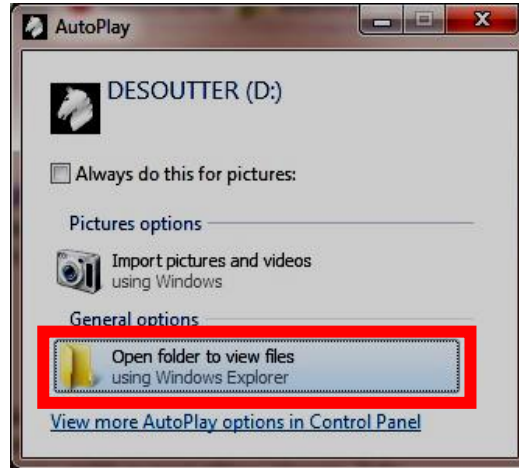 AutoPlay
DESOUTTER (D:)
Always do this for pictures:
Pictures options
Import pictures and videos
using Windows
General options
Open folder to view files
using Windows Explorer
View more AutoPlay options in Control Panel